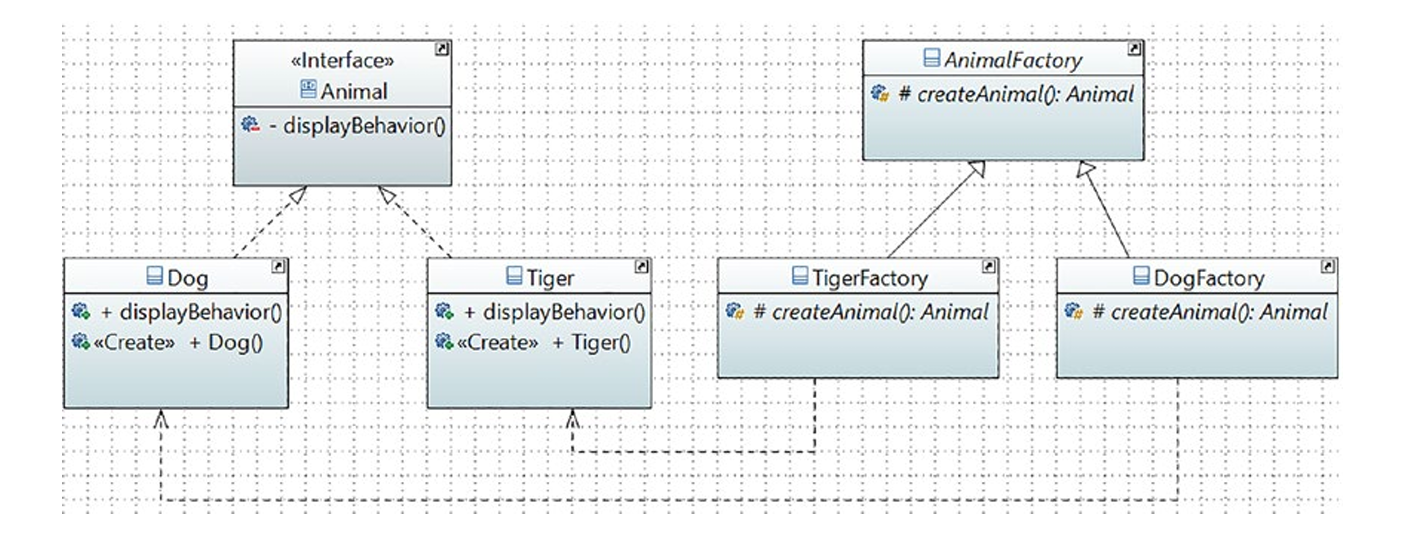 «Interface»
Animal
- displayBehavior()
AnimalFactory
# createAnimal(): Animal
Dog
+ displayBehavior()
«Create» + Dog()
Tiger
+ displayBehavior()
«Create» + Tiger()
TigerFactory
# createAnimal(): Animal
DogFactory
# createAnimal(): Animal